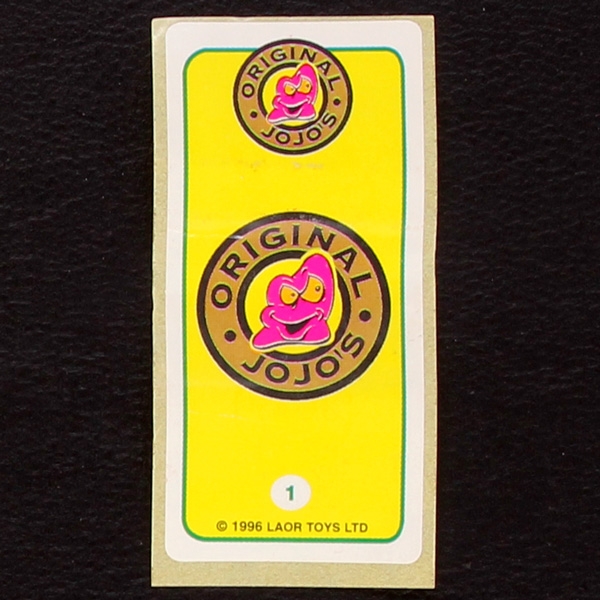 ORIGINAL
JOJO'S
ORIGINAL
JOJO'S
1
© 1996 LAOR TOYS LTD